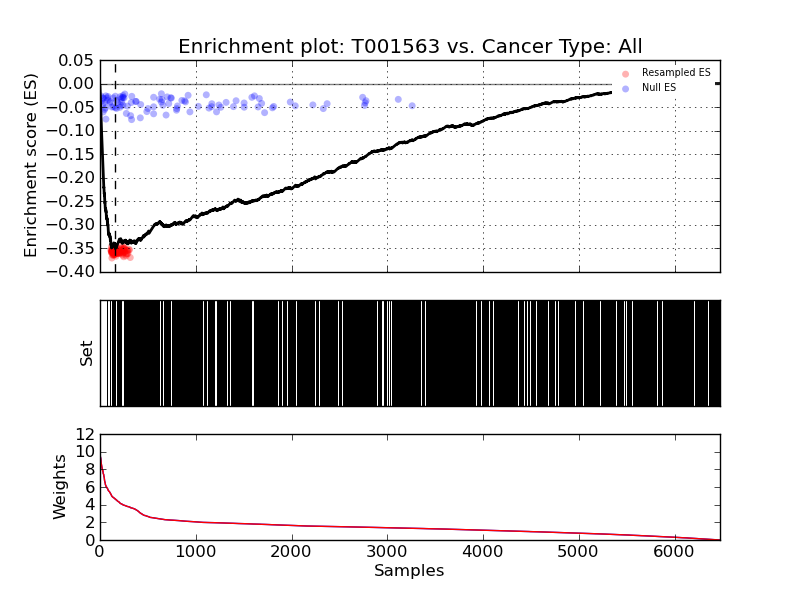 Enrichment plot: T001563 vs. Cancer Type: All
Enrichment score (ES)
0.05
0.00
−0.05
−0.10
−0.15
−0.20
−0.25
−0.30
−0.35
−0.40
Resampled ES
Null ES
Set
Weights
12
10
8
6
4
2
0
0 1000 2000 3000 4000 5000 6000
Samples